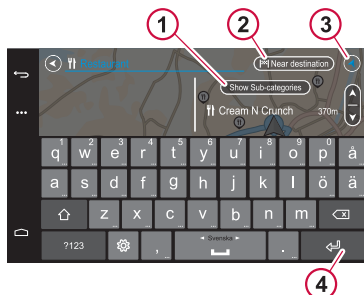 1
2
3
Near destination
Show Sub-categories
Cream N Crunch
370m
1 2 3 4 5 6 7 8 9 0
q w e r t y u i o p å
a s d f g h j k l ö ä
z x c v b n m
?123 , Svenska .
4